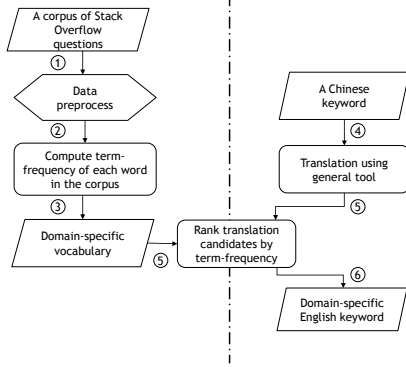 A corpus of Stack
Overflow
questions
①
Data
preprocess
②
Compute term-
frequency of each word
in the corpus
③
Domain-specific
vocabulary
⑤
A Chinese
keyword
④
Translation using
general tool
⑤
Rank translation
candidates by
term-frequency
⑥
Domain-specific
English keyword